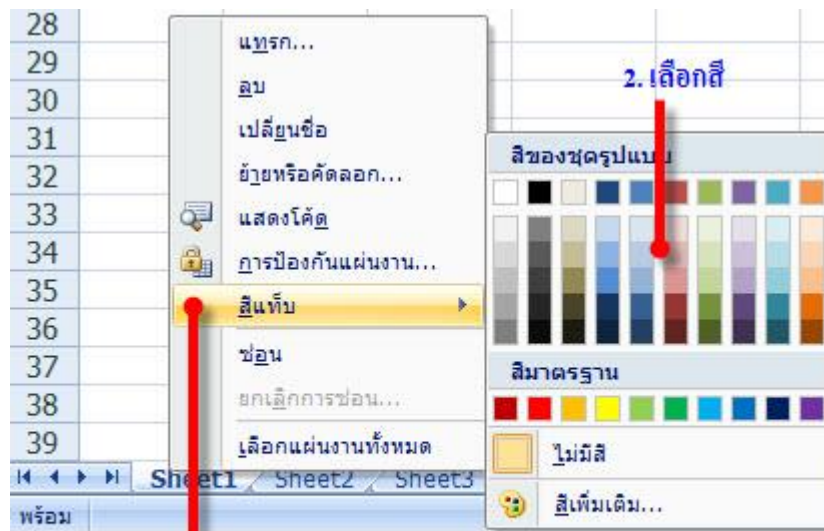 28
29
30
31
32
33
34
35
36
37
38
39
แทรก...
ลบ
เปลี่ยนชื่อ
ย้ายหรือคัดลอก...
แสดงโค้ด
การป้องกันแผ่นงาน...
สีแท็บ
ซ่อน
ยกเลิกการซ่อน...
เลือกแผ่นงานทั้งหมด
2. เลือกสี
สีของชุดรูปแบบ
สีมาตรฐาน
ไม่มีสี
สีเพิ่มเติม...
Sheet1 Sheet2 Sheet3
พร้อม